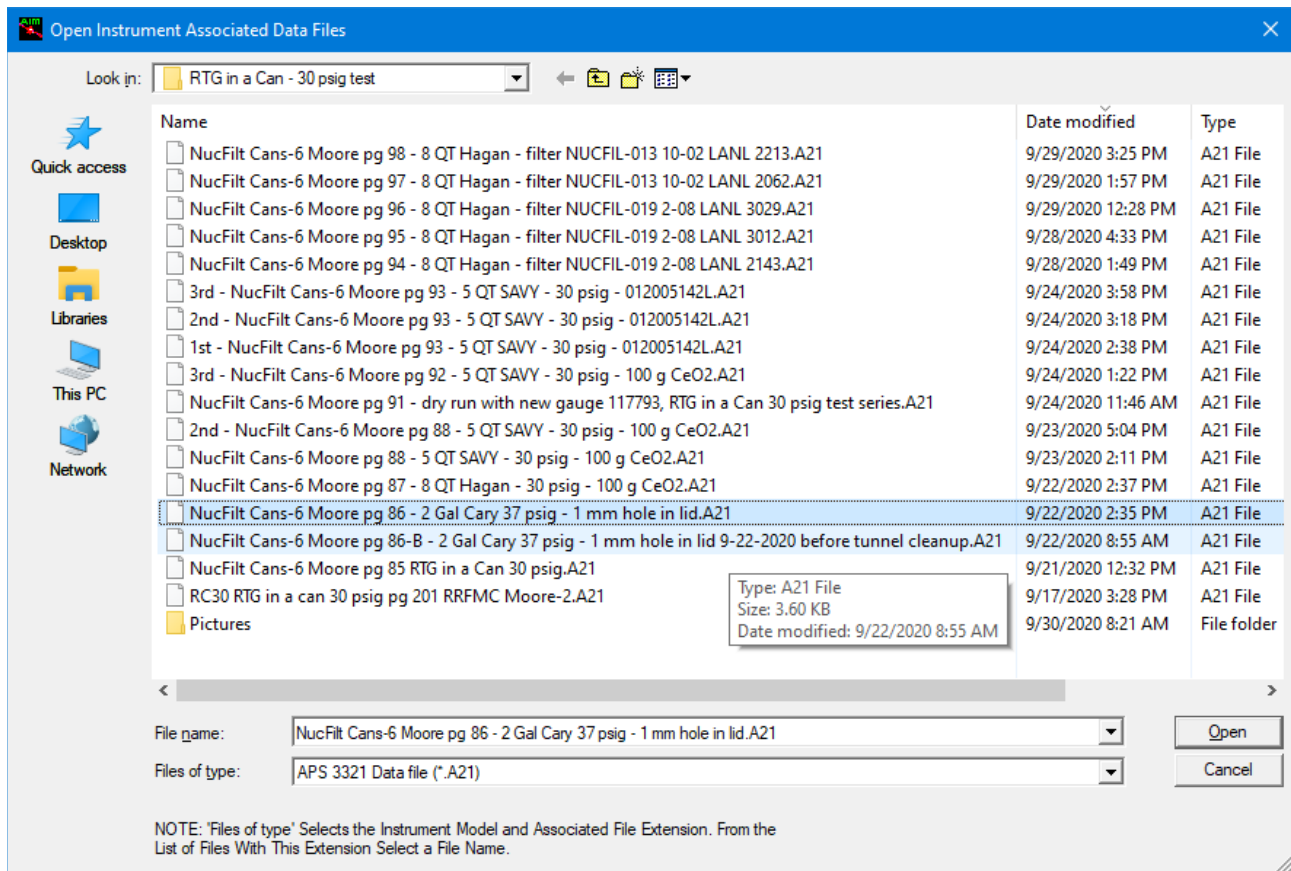 AIM
Open Instrument Associated Data Files
Look in: RTG in a Can - 30 psig test
Quick access
Desktop
Libraries
This PC
Network
Name Date modified Type
NucFilt Cans-6 Moore pg 98 - 8 QT Hagan - filter NUCFIL-013 10-02 LANL 2213.A21 9/29/2020 3:25 PM A21 File
NucFilt Cans-6 Moore pg 97 - 8 QT Hagan - filter NUCFIL-013 10-02 LANL 2062.A21 9/29/2020 1:57 PM A21 File
NucFilt Cans-6 Moore pg 96 - 8 QT Hagan - filter NUCFIL-019 2-08 LANL 3029.A21 9/29/2020 12:28 PM A21 File
NucFilt Cans-6 Moore pg 95 - 8 QT Hagan - filter NUCFIL-019 2-08 LANL 3012.A21 9/28/2020 4:33 PM A21 File
NucFilt Cans-6 Moore pg 94 - 8 QT Hagan - filter NUCFIL-019 2-08 LANL 2143.A21 9/28/2020 1:49 PM A21 File
3rd - NucFilt Cans-6 Moore pg 93 - 5 QT SAVY - 30 psig - 012005142L.A21 9/24/2020 3:58 PM A21 File
2nd - NucFilt Cans-6 Moore pg 93 - 5 QT SAVY - 30 psig - 012005142L.A21 9/24/2020 3:18 PM A21 File
1st - NucFilt Cans-6 Moore pg 93 - 5 QT SAVY - 30 psig - 012005142L.A21 9/24/2020 2:38 PM A21 File
3rd - NucFilt Cans-6 Moore pg 92 - 5 QT SAVY - 30 psig - 100 g CeO2.A21 9/24/2020 1:22 PM A21 File
NucFilt Cans-6 Moore pg 91 - dry run with new gauge 117793, RTG in a Can 30 psig test series.A21 9/24/2020 11:46 AM A21 File
2nd - NucFilt Cans-6 Moore pg 88 - 5 QT SAVY - 30 psig - 100 g CeO2.A21 9/23/2020 5:04 PM A21 File
NucFilt Cans-6 Moore pg 88 - 5 QT SAVY - 30 psig - 100 g CeO2.A21 9/23/2020 2:11 PM A21 File
NucFilt Cans-6 Moore pg 87 - 8 QT Hagan - 30 psig - 100 g CeO2.A21 9/22/2020 2:37 PM A21 File
NucFilt Cans-6 Moore pg 86 - 2 Gal Cary 37 psig - 1 mm hole in lid.A21 9/22/2020 2:35 PM A21 File
NucFilt Cans-6 Moore pg 86-B - 2 Gal Cary 37 psig - 1 mm hole in lid 9-22-2020 before tunnel cleanup.A21 9/22/2020 8:55 AM A21 File
NucFilt Cans-6 Moore pg 85 RTG in a Can 30 psig.A21 9/21/2020 12:32 PM A21 File
RC30 RTG in a can 30 psig pg 201 RRFMC Moore-2.A21 9/17/2020 3:28 PM A21 File
Pictures 9/30/2020 8:21 AM File folder
Type: A21 File
Size: 3.60 KB
Date modified: 9/22/2020 8:55 AM
File name: NucFilt Cans-6 Moore pg 86 - 2 Gal Cary 37 psig - 1 mm hole in lid.A21 Open
Files of type: APS 3321 Data file (*.A21) Cancel
NOTE: 'Files of type' Selects the Instrument Model and Associated File Extension. From the
List of Files With This Extension Select a File Name.